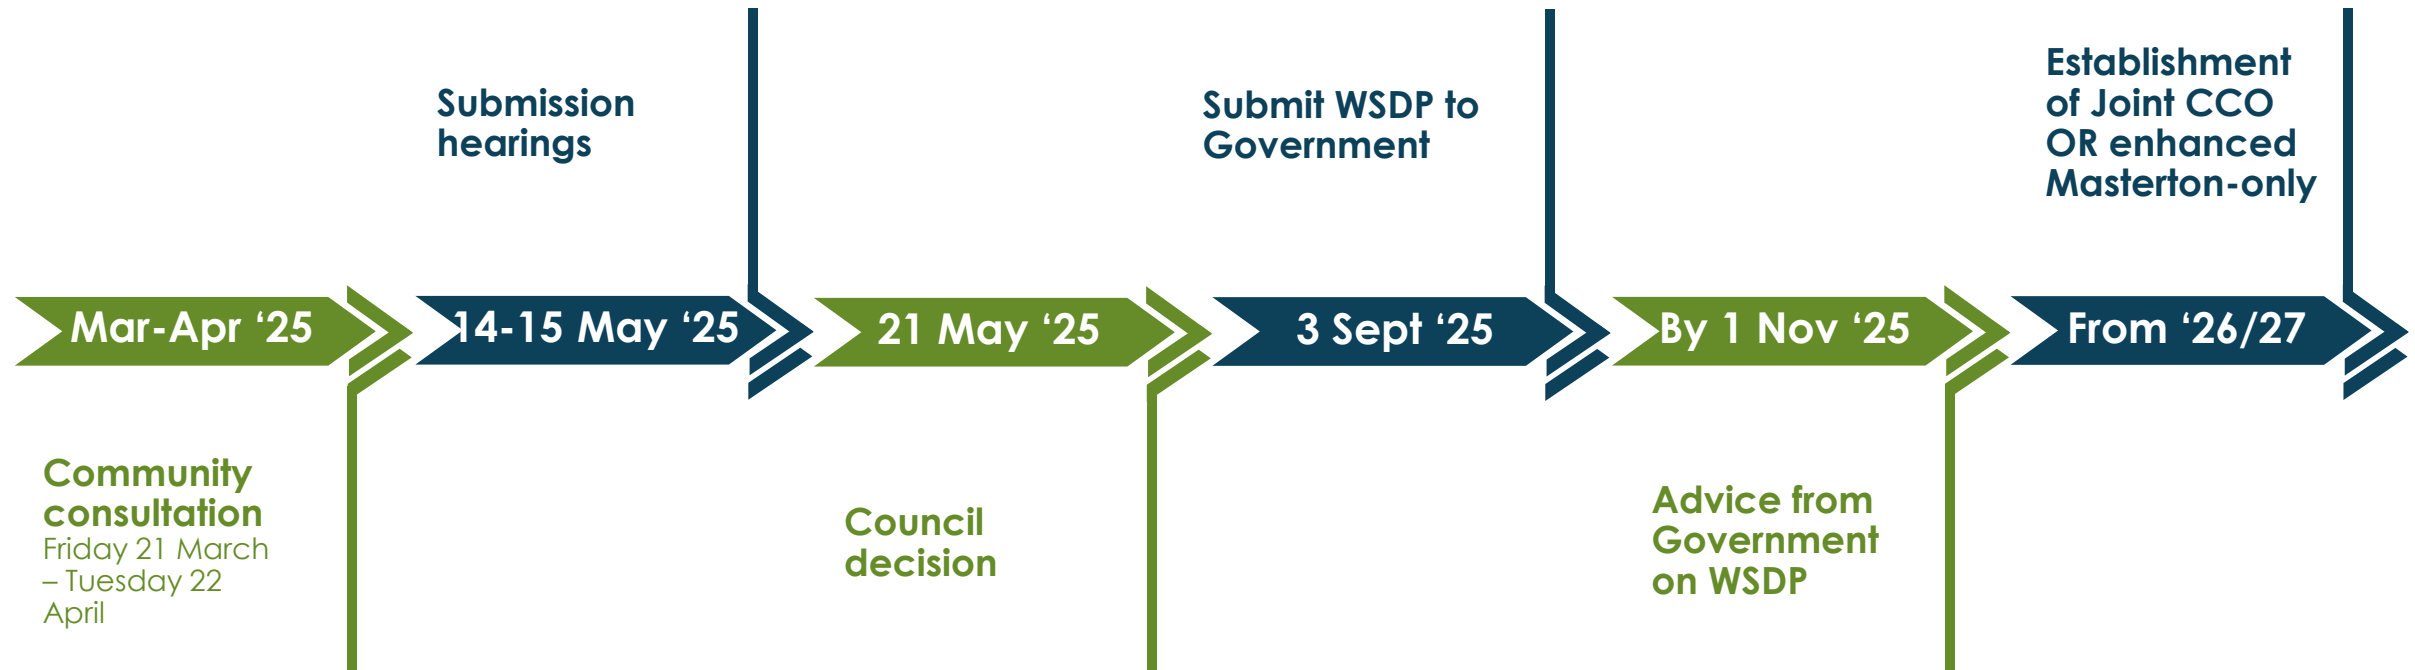 Mar-Apr ‘25
Community
consultation
Friday 21 March
– Tuesday 22
April
Submission
hearings
14-15 May ‘25
21 May ‘25
Council
decision
Submit WSDP to
Government
3 Sept ‘25
By 1 Nov ‘25
Advice from
Government
on WSDP
Establishment
of Joint CCO
OR enhanced
Masterton-only
From ‘26/27